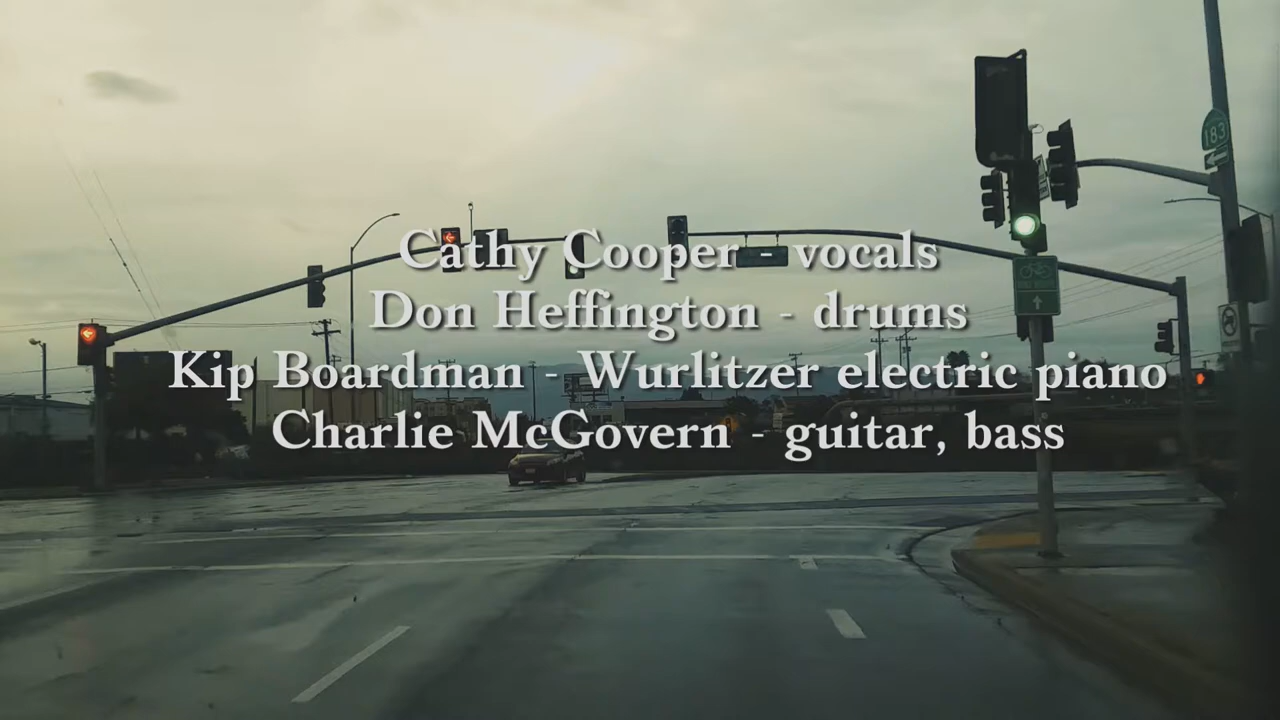 183
Cathy Cooper - vocals
Don Heffington - drums
Kip Boardman - Wurlitzer electric piano
Charlie McGovern - guitar, bass